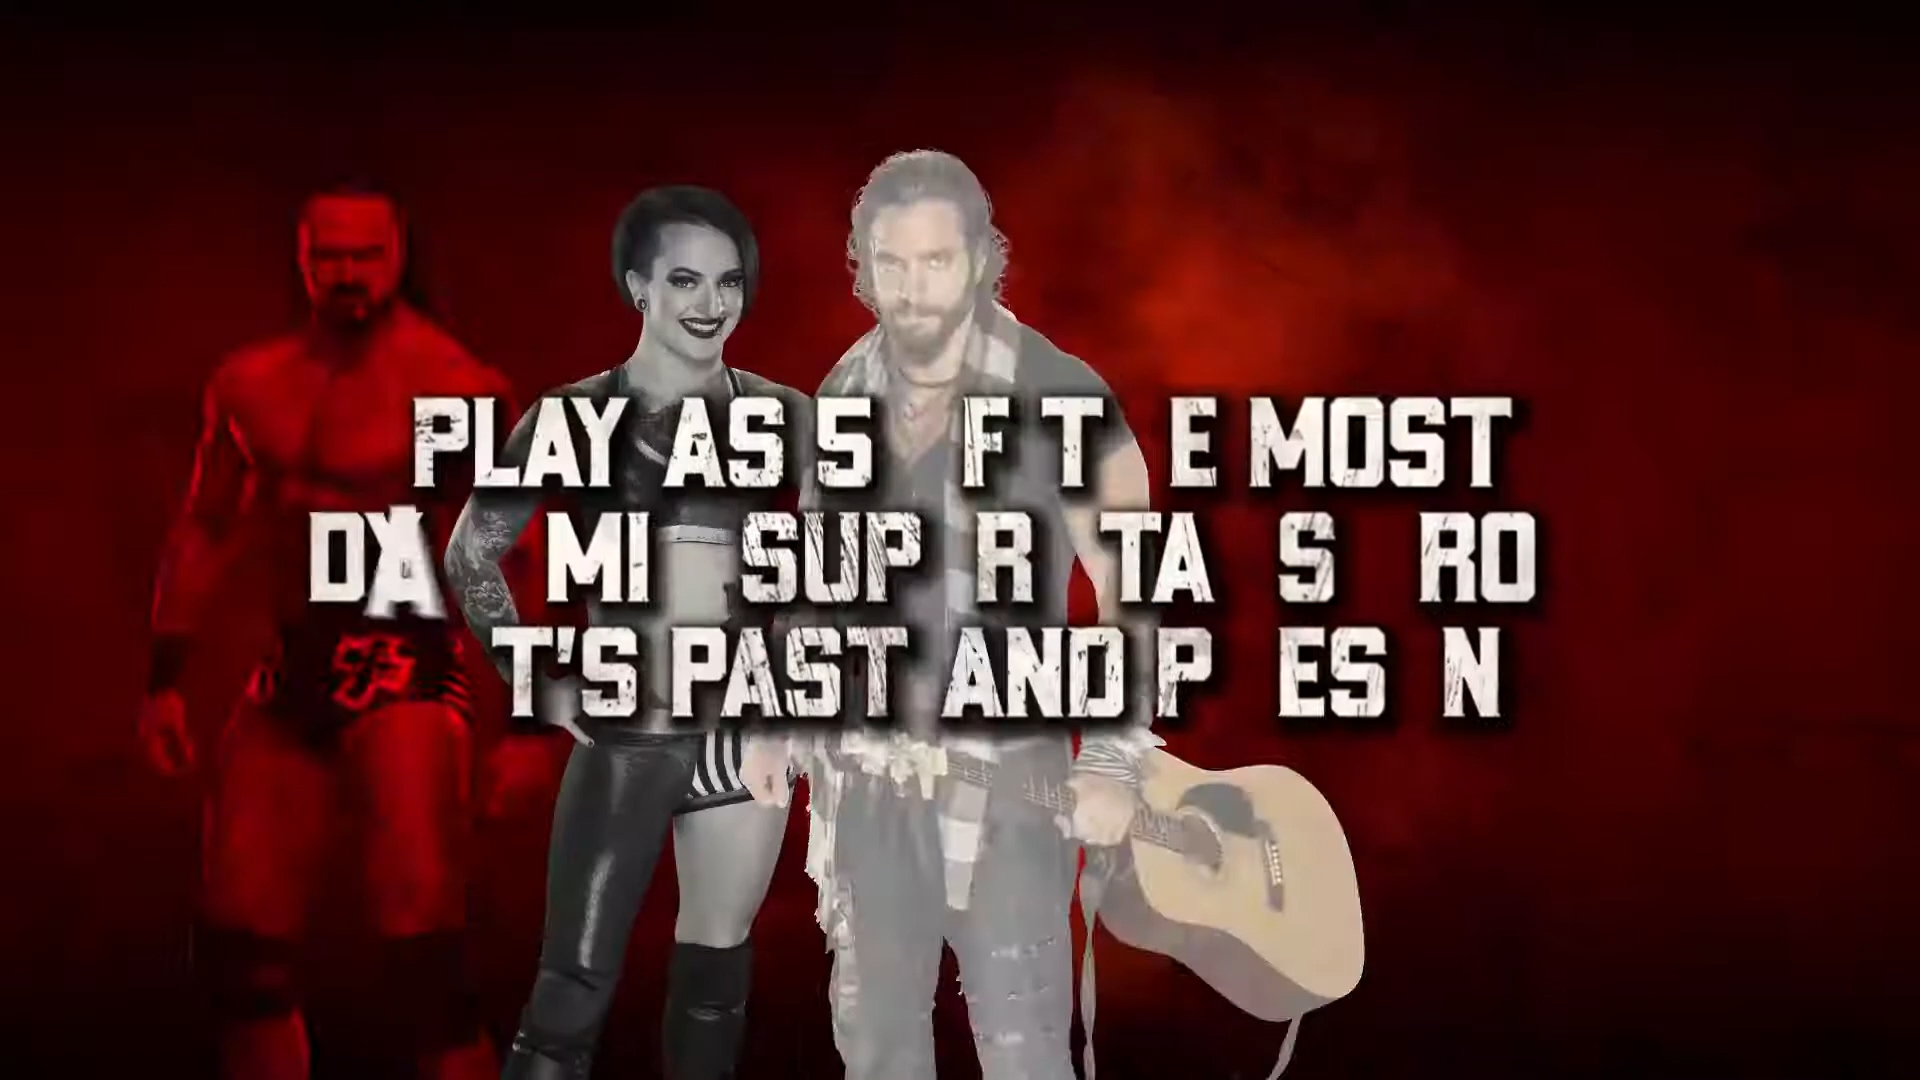 PLAY AS 5 F T E MOST
DA MI SUP R TA S RO
T'S PAST AND P ES N